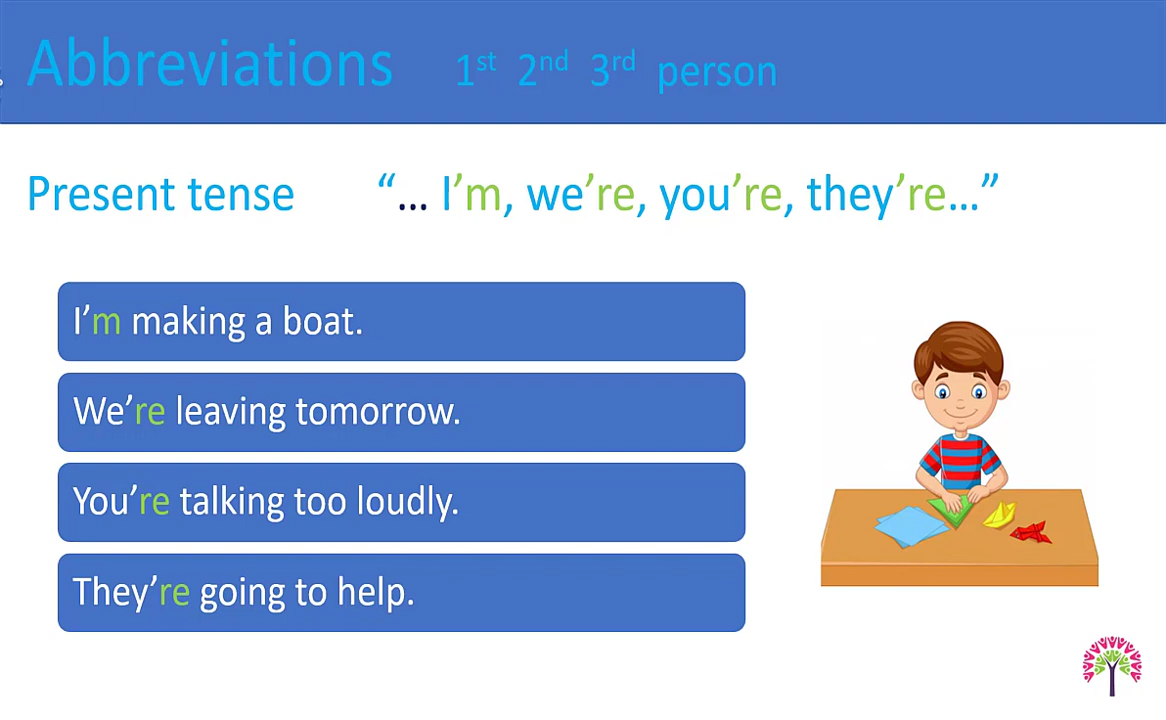 Abbreviations 1st 2nd 3rd person
Present tense “… I’m, we’re, you’re, they’re…”
I’m making a boat.
We’re leaving tomorrow.
You’re talking too loudly.
They’re going to help.